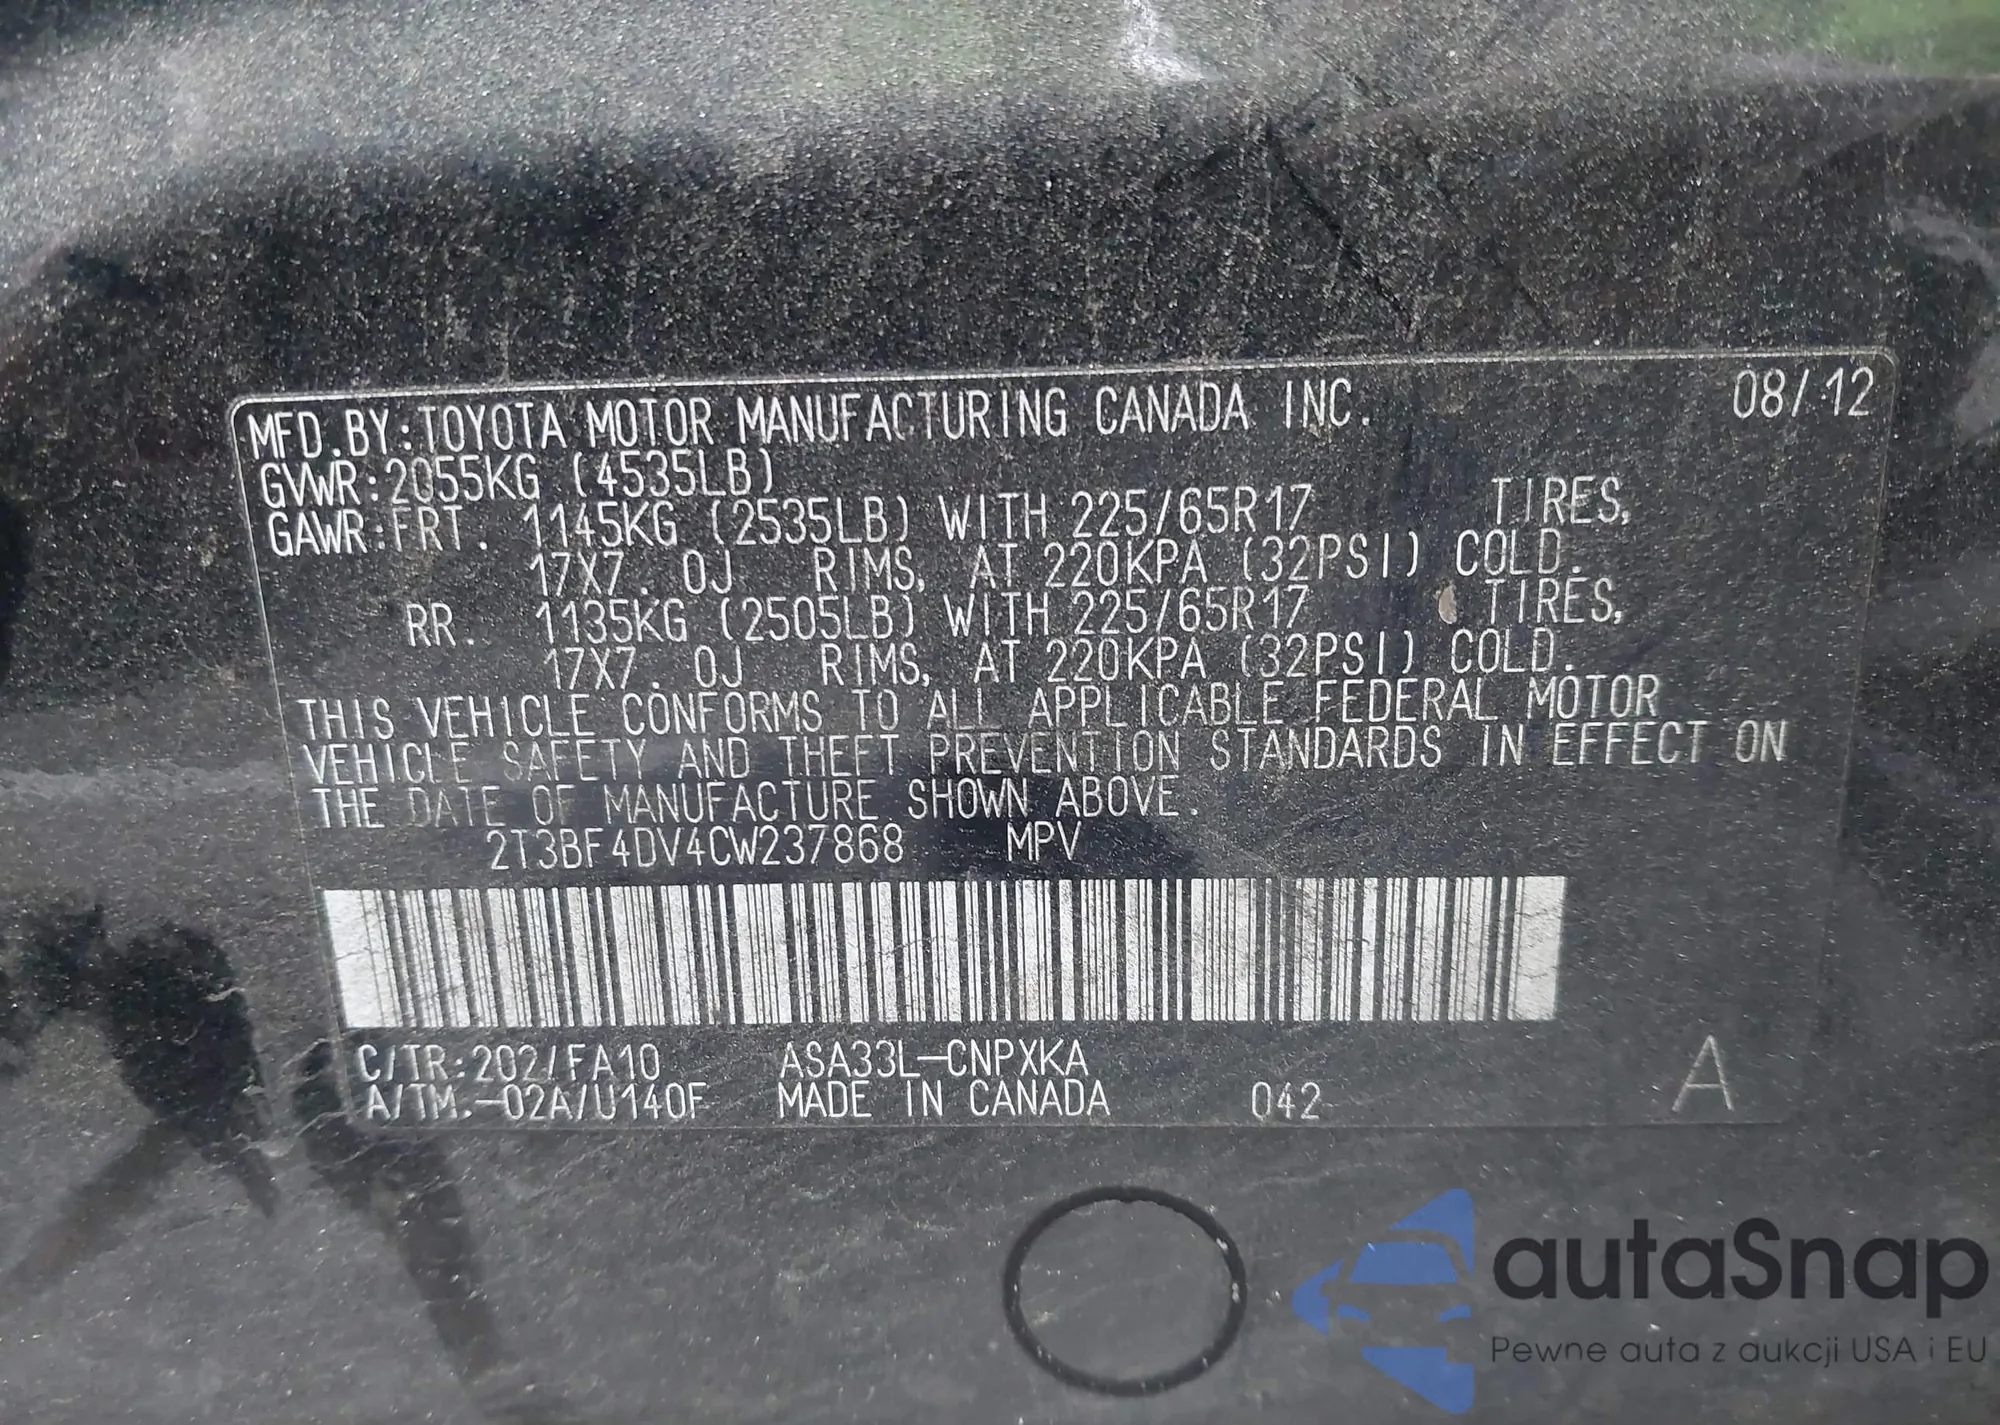 MFD.BY:TOYOTA MOTOR MANUFACTURING CANADA INC. 08/12
GVWR:2055KG (4535LB)
GAWR:FRT. 1145KG (2535LB) WITH 225/65R17 TIRES,
17X7.0J RIMS, AT 220KPA (32PSI) COLD.
RR. 1135KG (2505LB) WITH 225/65R17 TIRES,
17X7.0J RIMS, AT 220KPA (32PSI) COLD.
THIS VEHICLE CONFORMS TO ALL APPLICABLE FEDERAL MOTOR
VEHICLE SAFETY AND THEFT PREVENTION STANDARDS IN EFFECT ON
THE DATE OF MANUFACTURE SHOWN ABOVE.
2T3BF4DV4CW237868 MPV
C/TR:202/FA10 ASA33L-CNPXKA
A/TM.-02A/U140F MADE IN CANADA 042 A
autaSnap
Pewne auta z aukcji USA i EU